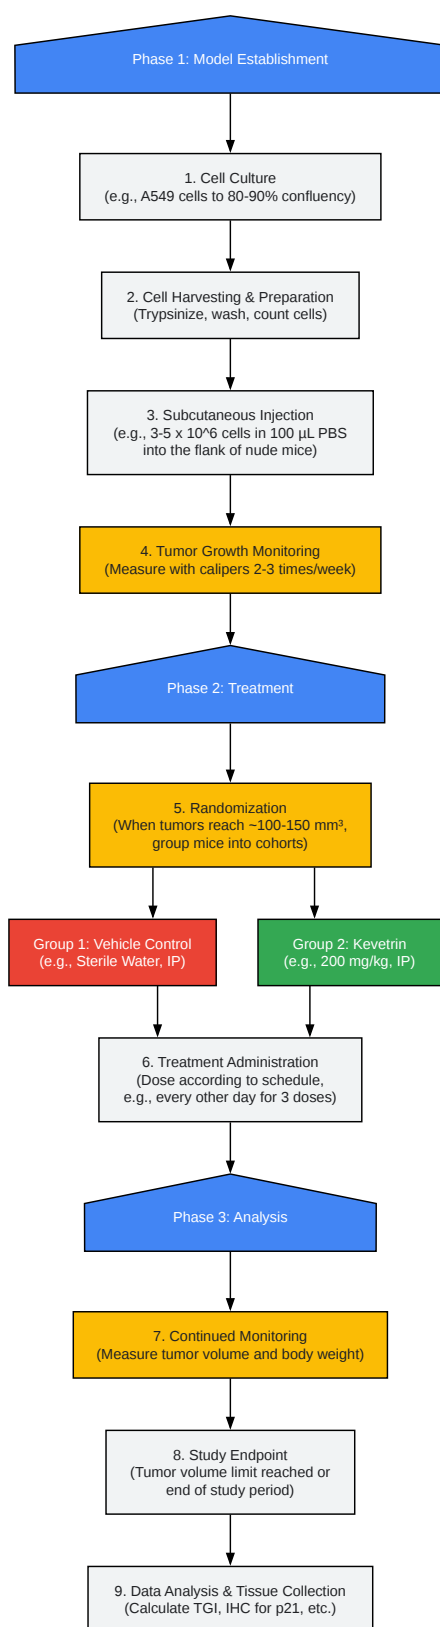 Phase 1: Model Establishment
1. Cell Culture
(e.g., A549 cells to 80-90% confluency)
2. Cell Harvesting & Preparation
(Trypsinize, wash, count cells)
3. Subcutaneous Injection
(e.g., 3-5 x 10^6 cells in 100 µL PBS
into the flank of nude mice)
4. Tumor Growth Monitoring
(Measure with calipers 2-3 times/week)
Phase 2: Treatment
5. Randomization
(When tumors reach ~100-150 mm³,
group mice into cohorts)
Group 1: Vehicle Control
(e.g., Sterile Water, IP)
Group 2: Kevetrin
(e.g., 200 mg/kg, IP)
6. Treatment Administration
(Dose according to schedule,
e.g., every other day for 3 doses)
Phase 3: Analysis
7. Continued Monitoring
(Measure tumor volume and body weight)
8. Study Endpoint
(Tumor volume limit reached or
end of study period)
9. Data Analysis & Tissue Collection
(Calculate TGI, IHC for p21, etc.)